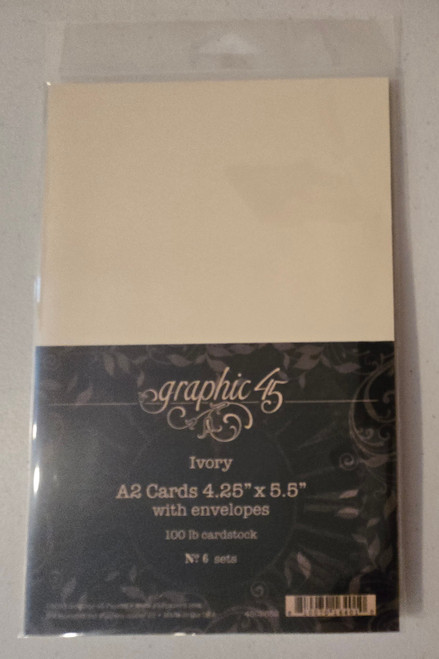 graphic 45
Ivory
A2 Cards 4.25" x 5.5"
with envelopes
100 lb cardstock
Nº 6 sets